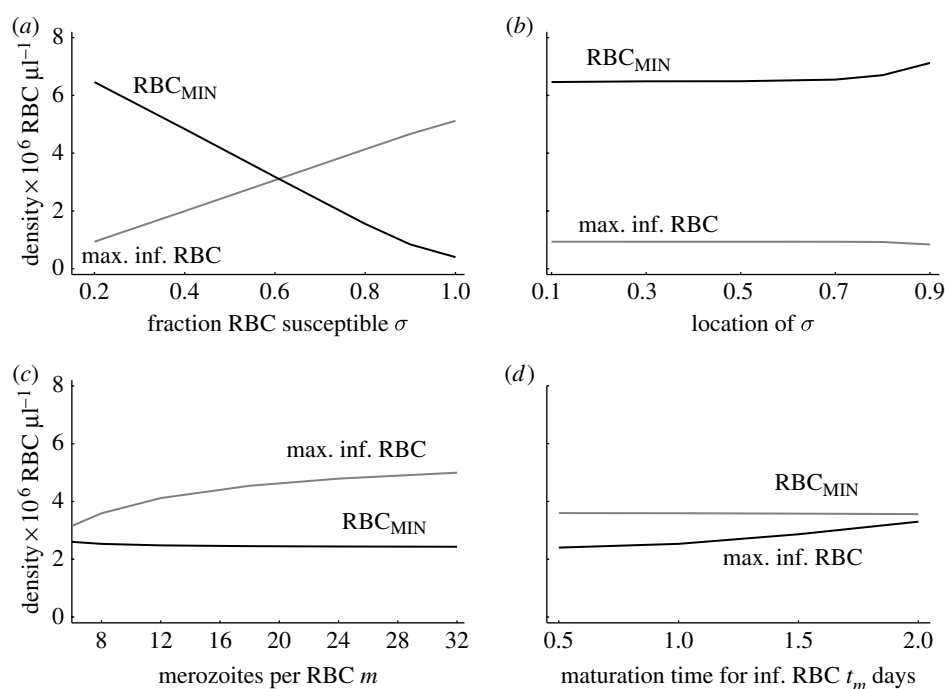 (a)
8
6
4
2
0
density×10⁶ RBC µl⁻¹
RBC_MIN
max. inf. RBC
0.2 0.4 0.6 0.8 1.0
fraction RBC susceptible σ
(b)
RBC_MIN
max. inf. RBC
0.1 0.3 0.5 0.7 0.9
location of σ
(c)
8
6
4
2
0
density×10⁶ RBC µl⁻¹
max. inf. RBC
RBC_MIN
8 12 16 20 24 28 32
merozoites per RBC m
(d)
RBC_MIN
max. inf. RBC
0.5 1.0 1.5 2.0
maturation time for inf. RBC t_m days